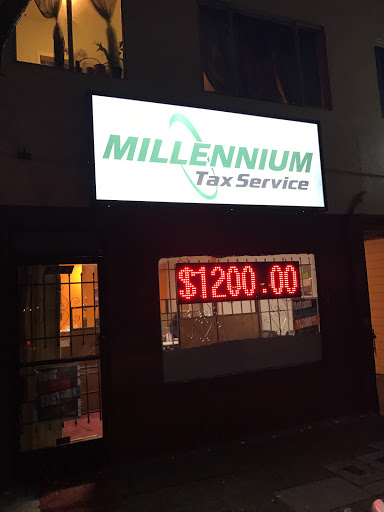 MILLENNIUM
Tax Service
$1200.00